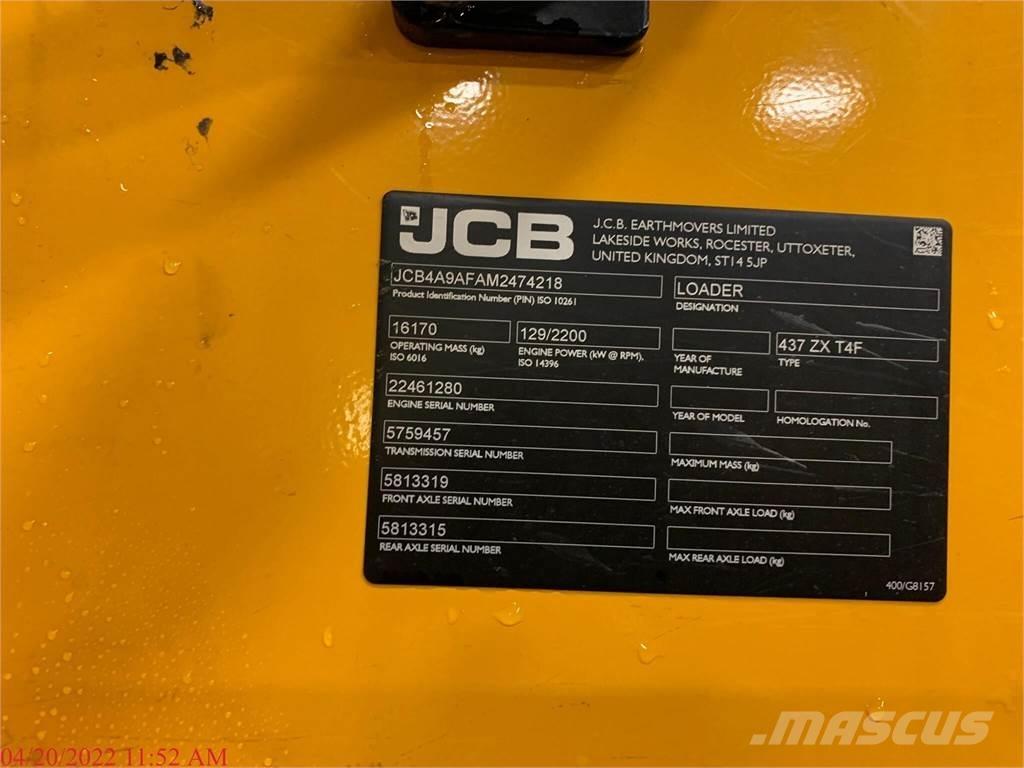 JCB
J.C.B. EARTHMOVERS LIMITED
LAKESIDE WORKS, ROCESTER, UTTOXETER,
UNITED KINGDOM, ST14 5JP
JCB4A9AFAM2474218
Product Identification Number (PIN) ISO 10261
LOADER
DESIGNATION
16170
OPERATING MASS (kg)
ISO 6016
129/2200
ENGINE POWER (kW @ RPM).
ISO 14396
YEAR OF
MANUFACTURE
437 ZX T4F
TYPE
22461280
ENGINE SERIAL NUMBER
YEAR OF MODEL
HOMOLOGATION No.
5759457
TRANSMISSION SERIAL NUMBER
MAXIMUM MASS (kg)
5813319
FRONT AXLE SERIAL NUMBER
MAX FRONT AXLE LOAD (kg)
5813315
REAR AXLE SERIAL NUMBER
MAX REAR AXLE LOAD (kg)
400/G8157
MASCUS
04/20/2022 11:52 AM